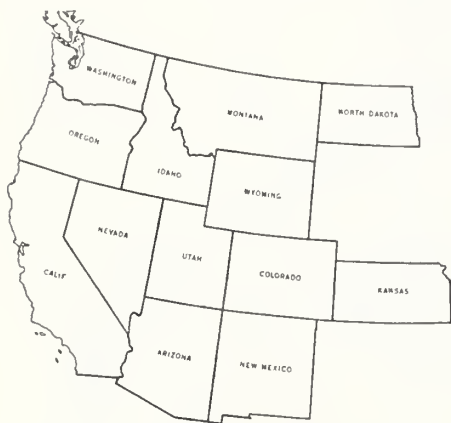 WASHINGTON
MONTANA
NORTH DAKOTA
OREGON
IDAHO
WYOMING
NEVADA
UTAH
COLORADO
CALIF
KANSAS
ARIZONA
NEW MEXICO